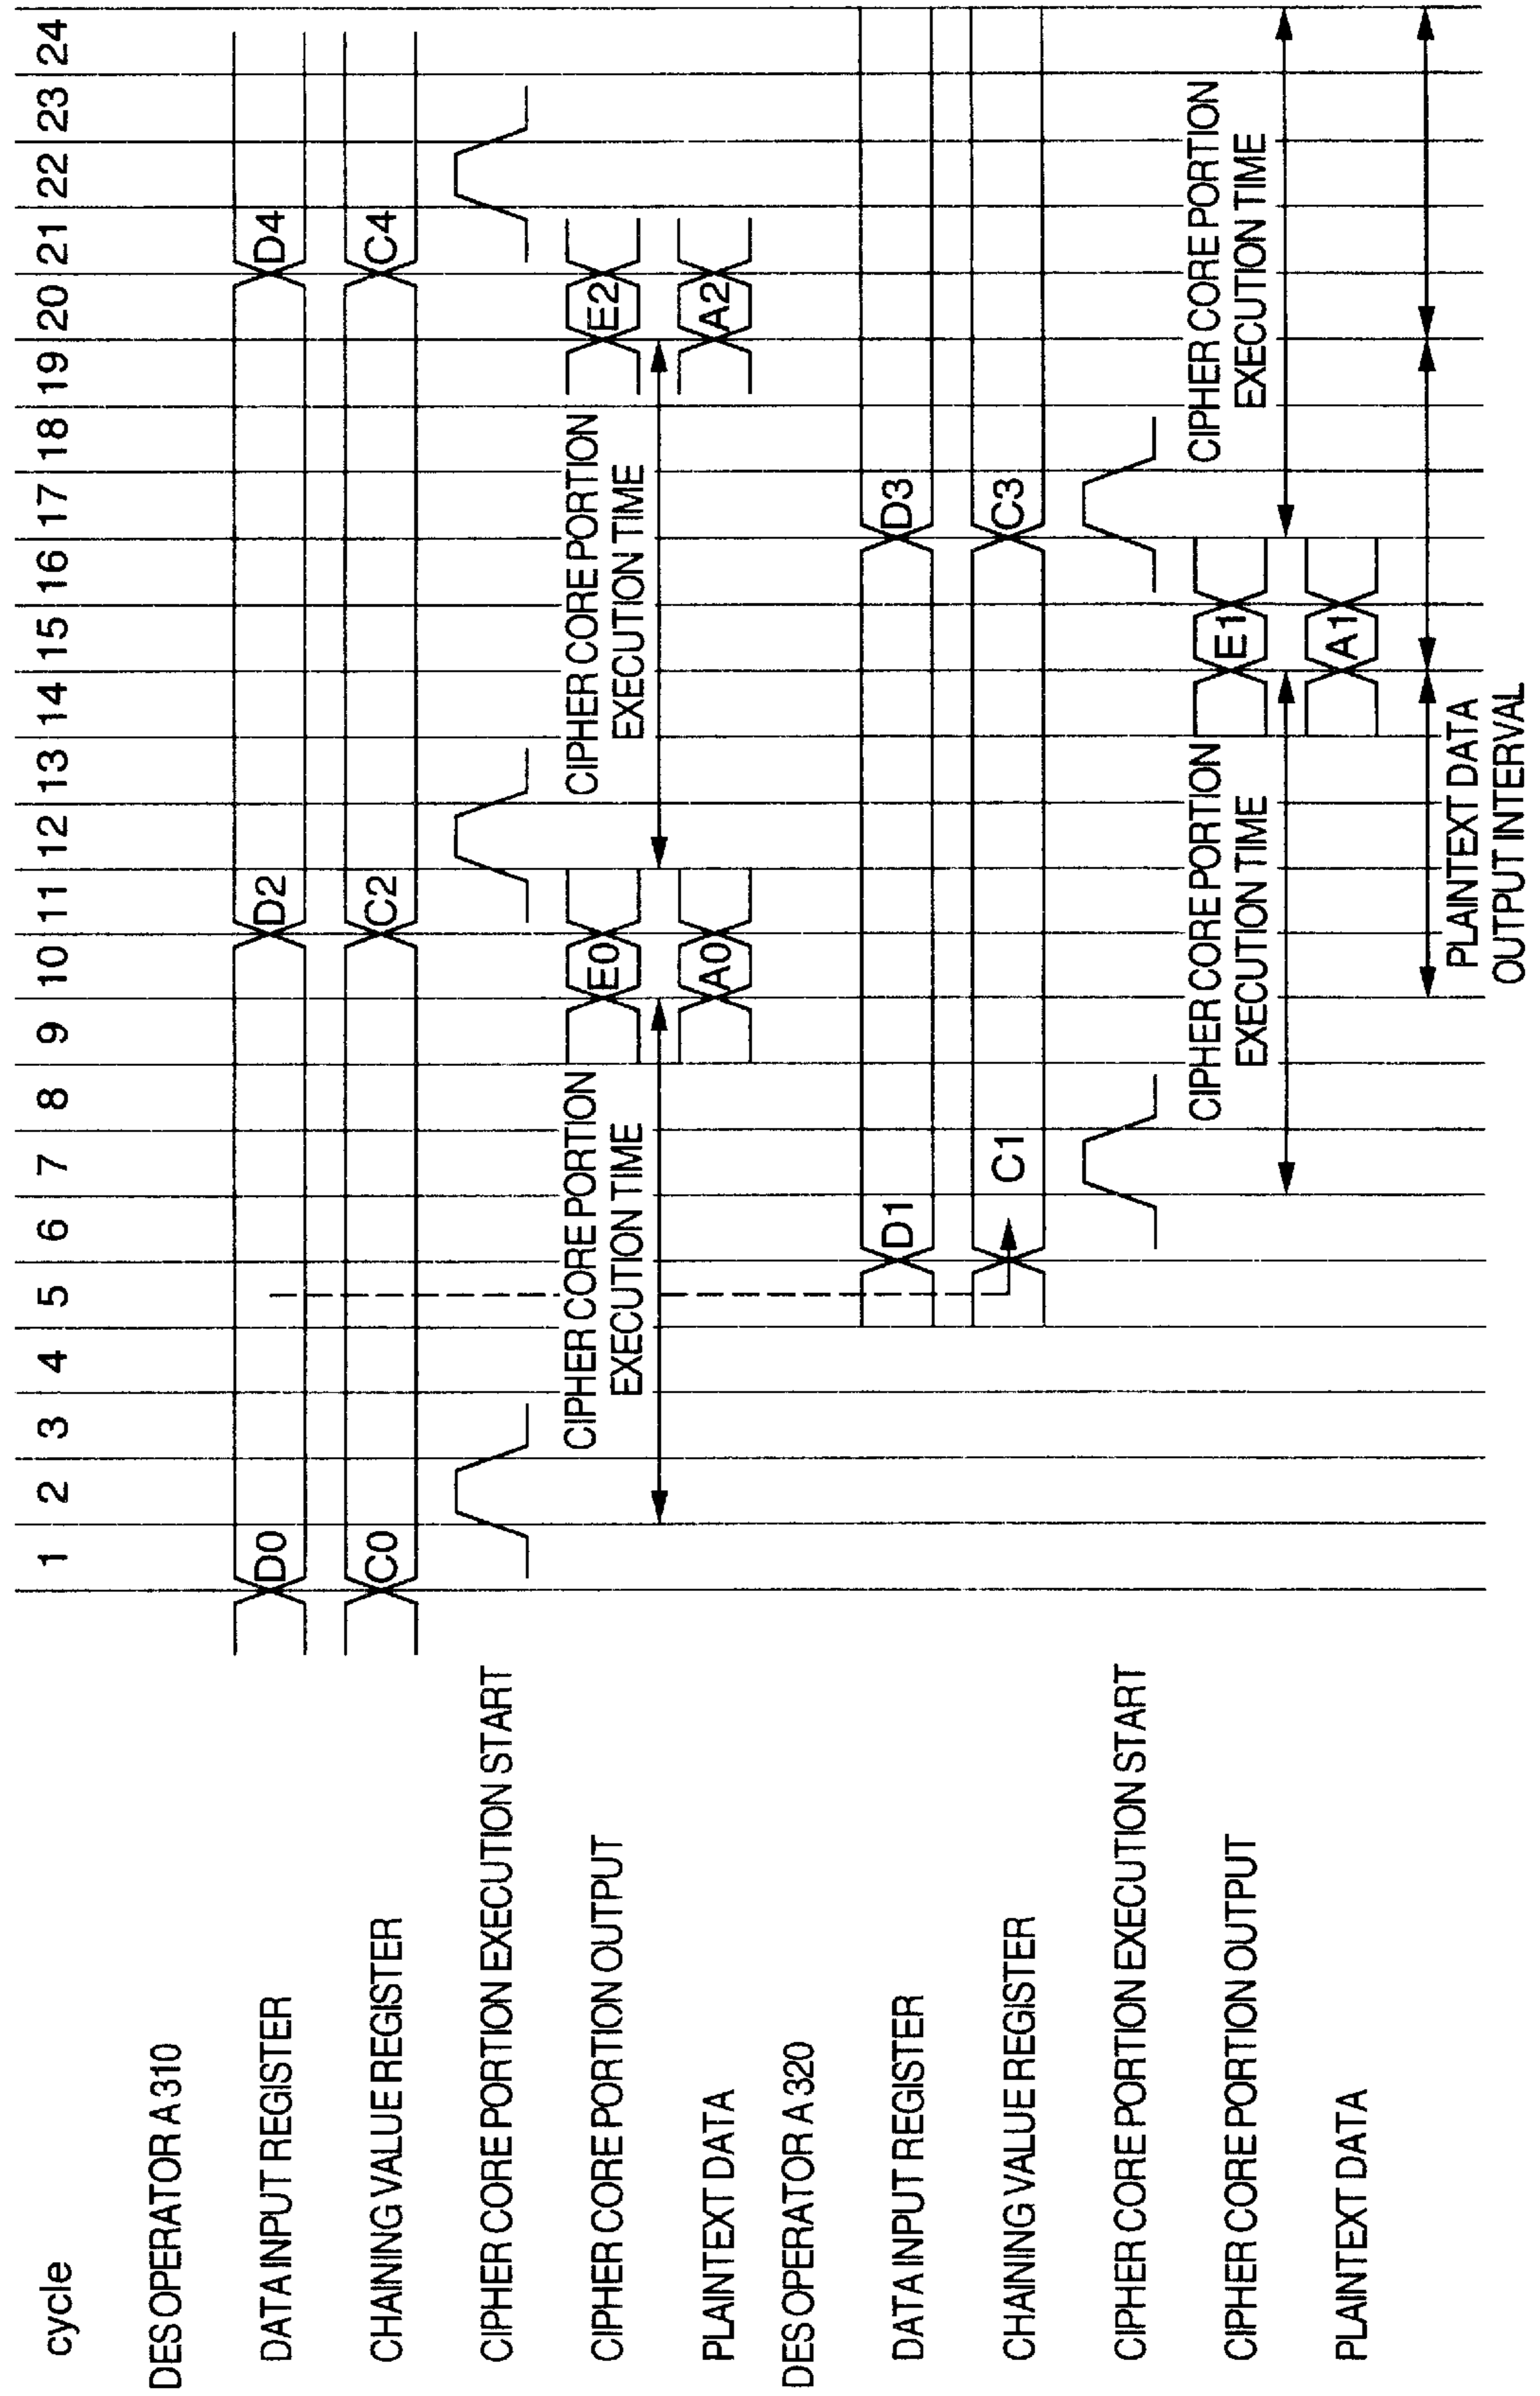 cycle 1 2 3 4 5 6 7 8 9 10 11 12 13 14 15 16 17 18 19 20 21 22 23 24
DES OPERATOR A 310
DATA INPUT REGISTER D0 D2 D4
CHAINING VALUE REGISTER C0 C2 C4
CIPHER CORE PORTION EXECUTION START
CIPHER CORE PORTION OUTPUT E0 E2
CIPHER CORE PORTION
EXECUTION TIME
CIPHER CORE PORTION
EXECUTION TIME
PLAINTEXT DATA A0 A2
DES OPERATOR A 320
DATA INPUT REGISTER D1 D3
CHAINING VALUE REGISTER C1 C3
CIPHER CORE PORTION EXECUTION START
CIPHER CORE PORTION OUTPUT E1
CIPHER CORE PORTION
EXECUTION TIME
CIPHER CORE PORTION
EXECUTION TIME
PLAINTEXT DATA A1
PLAINTEXT DATA
OUTPUT INTERVAL